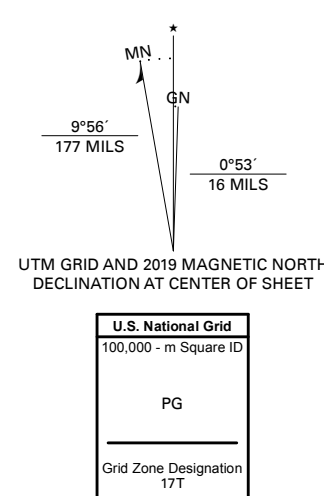 ★
MN
GN
9°56´
177 MILS
0°53´
16 MILS
UTM GRID AND 2019 MAGNETIC NORTH
DECLINATION AT CENTER OF SHEET
U.S. National Grid
100,000 - m Square ID
PG
Grid Zone Designation
17T